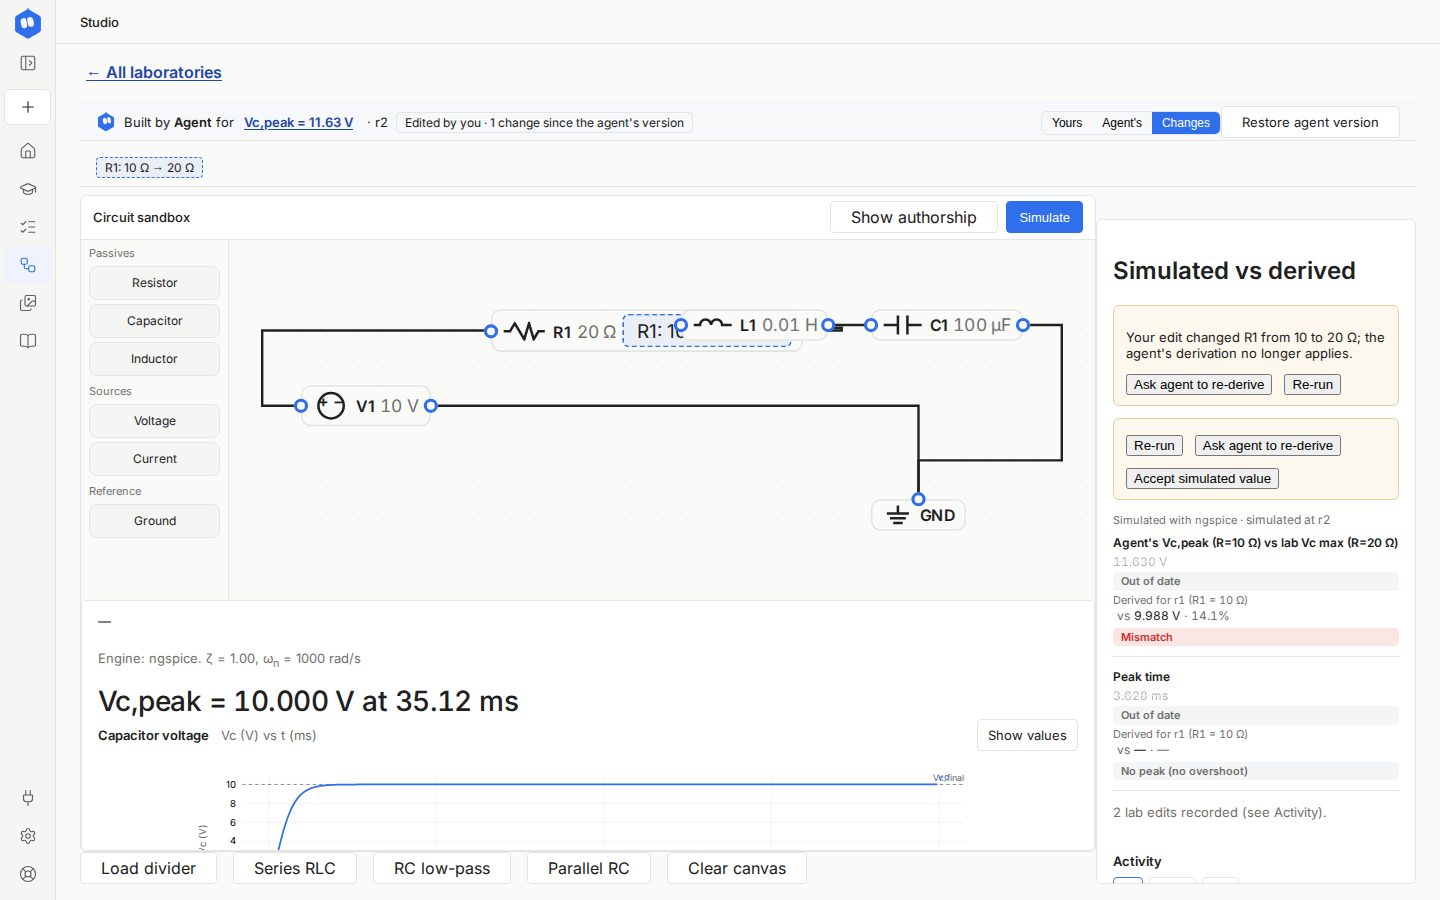 Studio
← All laboratories
Built by Agent for Vc,peak = 11.63 V · r2 Edited by you · 1 change since the agent's version
Yours Agent's Changes Restore agent version
R1: 10 Ω → 20 Ω
Circuit sandbox
Show authorship Simulate
Passives
Resistor
Capacitor
Inductor
Sources
Voltage
Current
Reference
Ground
R1 20 Ω R1: 10
L1 0.01 H
C1 100 µF
V1 10 V
GND
—
Engine: ngspice. ζ = 1.00, ωn = 1000 rad/s
Vc,peak = 10.000 V at 35.12 ms
Capacitor voltage Vc (V) vs t (ms)
Show values
10
8
6
4
Vc (V)
final
Load divider Series RLC RC low-pass Parallel RC Clear canvas
Simulated vs derived
Your edit changed R1 from 10 to 20 Ω; the
agent's derivation no longer applies.
Ask agent to re-derive Re-run
Re-run Ask agent to re-derive
Accept simulated value
Simulated with ngspice · simulated at r2
Agent's Vc,peak (R=10 Ω) vs lab Vc max (R=20 Ω)
11.630 V
Out of date
Derived for r1 (R1 = 10 Ω)
vs 9.988 V · 14.1%
Mismatch
Peak time
3.628 ms
Out of date
Derived for r1 (R1 = 10 Ω)
vs — · —
No peak (no overshoot)
2 lab edits recorded (see Activity).
Activity